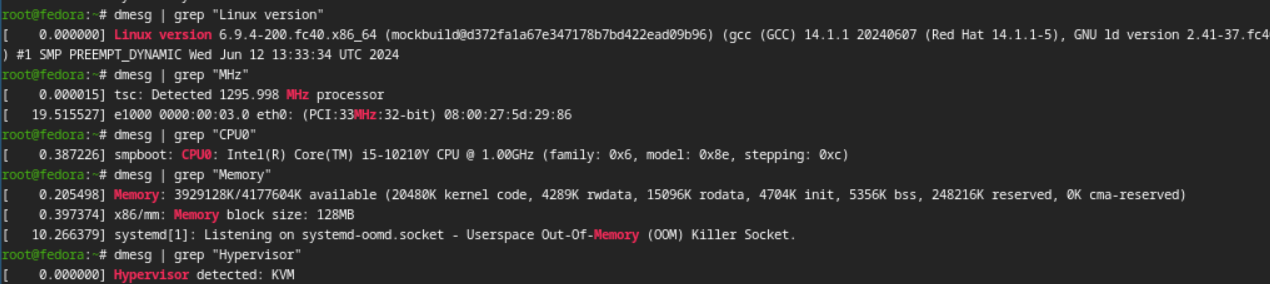 root@fedora:~# dmesg | grep "Linux version"
[    0.000000] Linux version 6.9.4-200.fc40.x86_64 (mockbuild@d372fa1a67e347178b7bd422ead09b96) (gcc (GCC) 14.1.1 20240607 (Red Hat 14.1.1-5), GNU ld version 2.41-37.fc4
) #1 SMP PREEMPT_DYNAMIC Wed Jun 12 13:33:34 UTC 2024
root@fedora:~# dmesg | grep "MHz"
[    0.000015] tsc: Detected 1295.998 MHz processor
[   19.515527] e1000 0000:00:03.0 eth0: (PCI:33MHz:32-bit) 08:00:27:5d:29:86
root@fedora:~# dmesg | grep "CPU0"
[    0.387226] smpboot: CPU0: Intel(R) Core(TM) i5-10210Y CPU @ 1.00GHz (family: 0x6, model: 0x8e, stepping: 0xc)
root@fedora:~# dmesg | grep "Memory"
[    0.205498] Memory: 3929128K/4177604K available (20480K kernel code, 4289K rwdata, 15096K rodata, 4704K init, 5356K bss, 248216K reserved, 0K cma-reserved)
[    0.397374] x86/mm: Memory block size: 128MB
[   10.266379] systemd[1]: Listening on systemd-oomd.socket - Userspace Out-Of-Memory (OOM) Killer Socket.
root@fedora:~# dmesg | grep "Hypervisor"
[    0.000000] Hypervisor detected: KVM